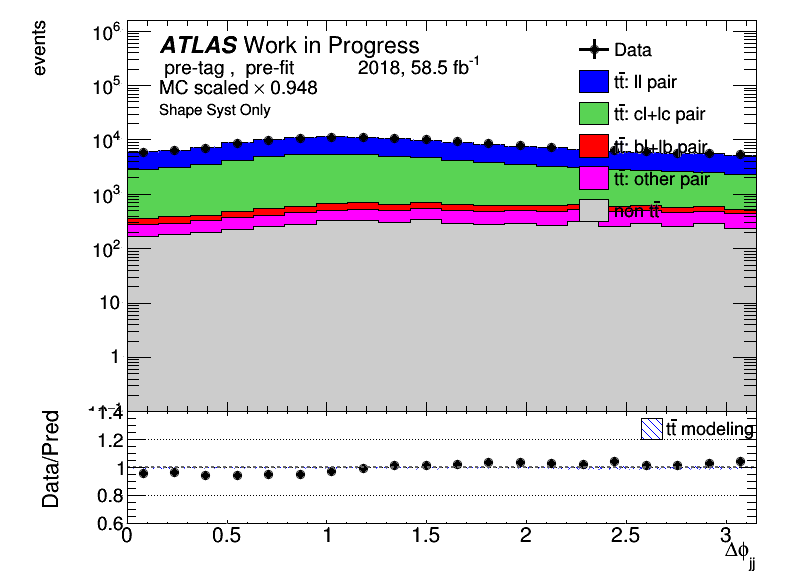 events
10⁶
10⁵
10⁴
10³
10²
10
1
ATLAS Work in Progress
pre-tag , pre-fit 2018, 58.5 fb⁻¹
MC scaled × 0.948
Shape Syst Only
Data
tt̄: ll pair
tt̄: cl+lc pair
tt̄: bl+lb pair
tt̄: other pair
non tt̄
Data/Pred
1.4
1.2
1
0.8
0.6
tt̄ modeling
0 0.5 1 1.5 2 2.5 3
Δϕjj